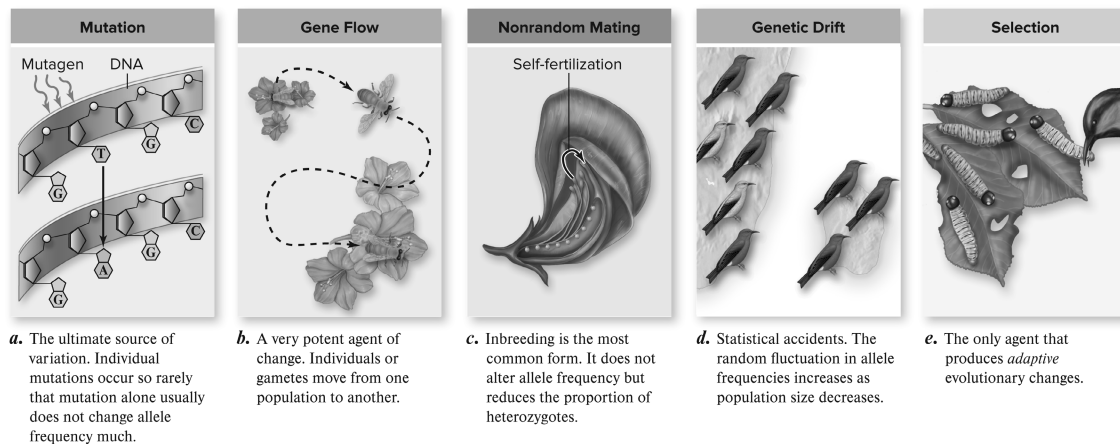 Mutation
Mutagen DNA
C
G
T
G
C
G
A
G
a. The ultimate source of
variation. Individual
mutations occur so rarely
that mutation alone usually
does not change allele
frequency much.
Gene Flow
b. A very potent agent of
change. Individuals or
gametes move from one
population to another.
Nonrandom Mating
Self-fertilization
c. Inbreeding is the most
common form. It does not
alter allele frequency but
reduces the proportion of
heterozygotes.
Genetic Drift
d. Statistical accidents. The
random fluctuation in allele
frequencies increases as
population size decreases.
Selection
e. The only agent that
produces adaptive
evolutionary changes.